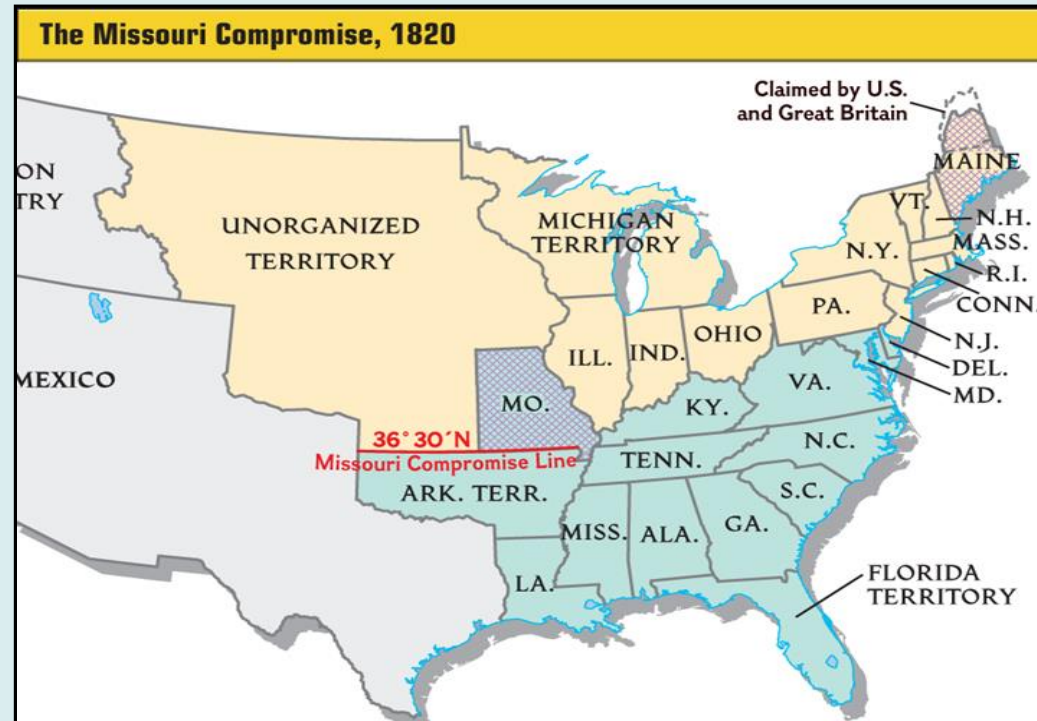 The Missouri Compromise, 1820
Claimed by U.S.
and Great Britain
ON
TRY
MAINE
VT.
UNORGANIZED
TERRITORY
MICHIGAN
TERRITORY
N.H.
N.Y.
MASS.
R.I.
CONN.
PA.
OHIO
ILL.
IND.
N.J.
DEL.
MEXICO
MO.
VA.
MD.
KY.
36°30´N
Missouri Compromise Line
N.C.
TENN.
ARK. TERR.
S.C.
MISS.
ALA.
GA.
LA.
FLORIDA
TERRITORY